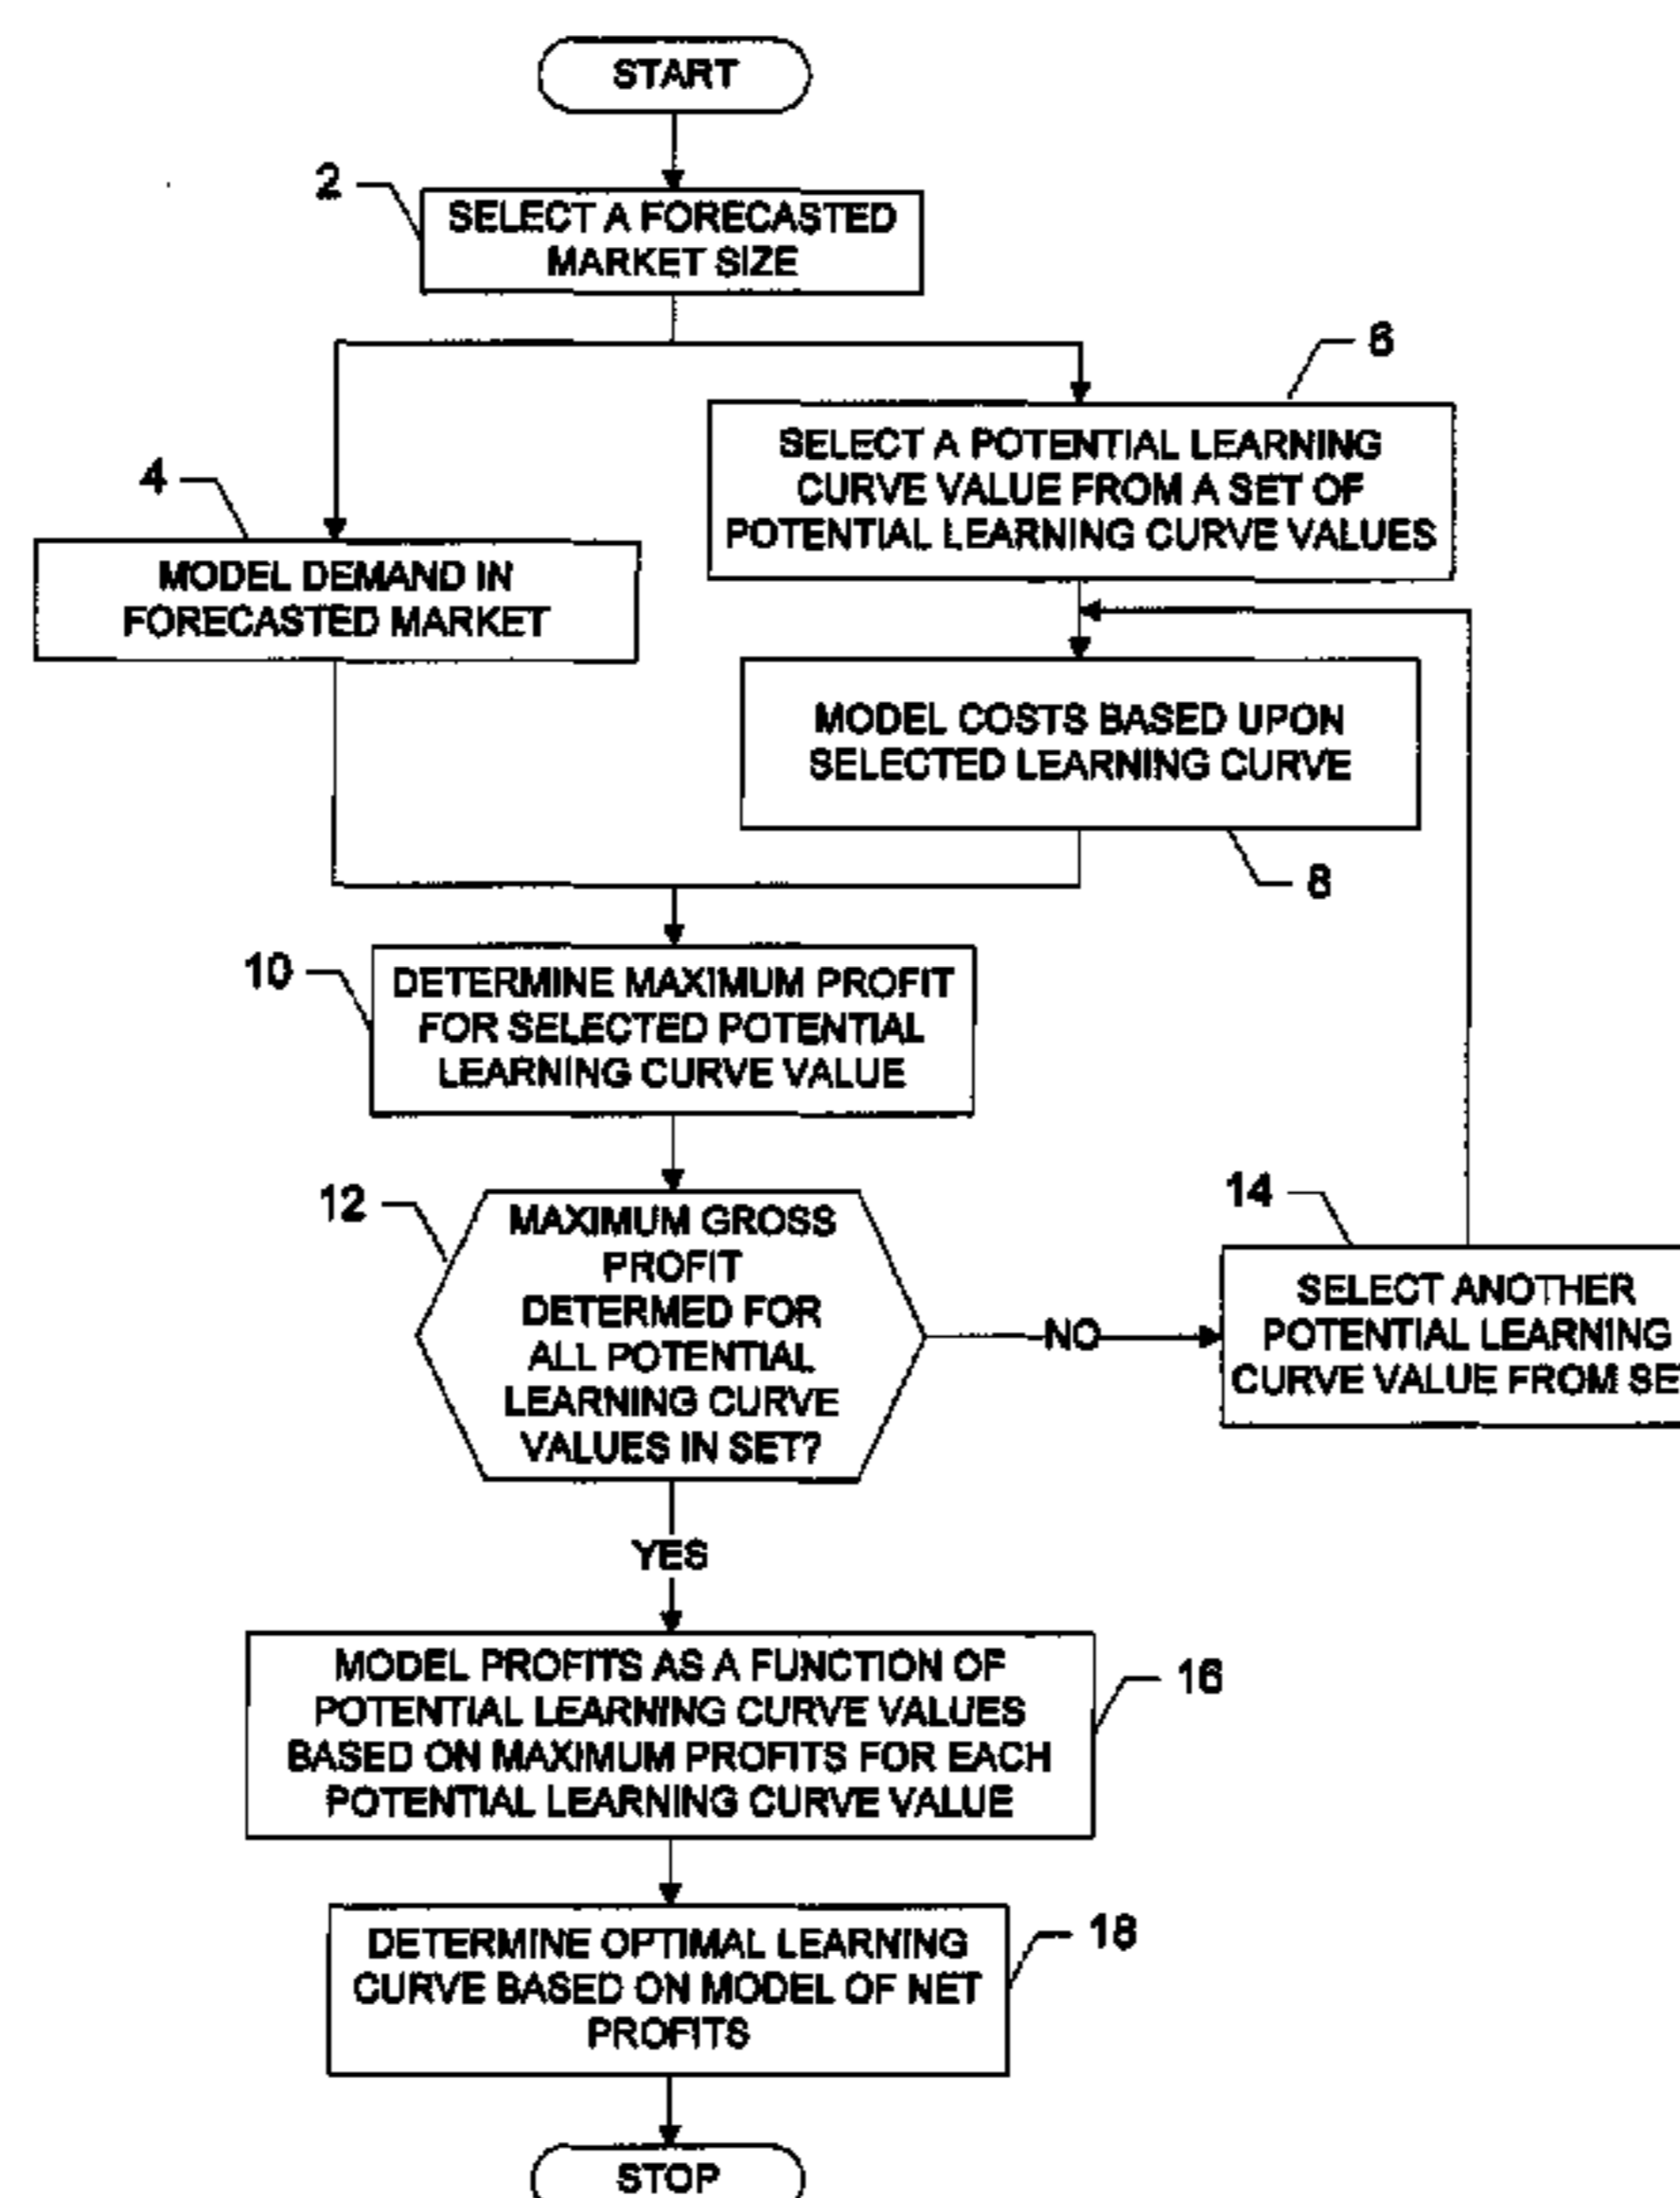 START
2
SELECT A FORECASTED
MARKET SIZE
6
SELECT A POTENTIAL LEARNING
CURVE VALUE FROM A SET OF
POTENTIAL LEARNING CURVE VALUES
4
MODEL DEMAND IN
FORECASTED MARKET
MODEL COSTS BASED UPON
SELECTED LEARNING CURVE
8
10
DETERMINE MAXIMUM PROFIT
FOR SELECTED POTENTIAL
LEARNING CURVE VALUE
12
MAXIMUM GROSS
PROFIT
DETERMED FOR
ALL POTENTIAL
LEARNING CURVE
VALUES IN SET?
NO
14
SELECT ANOTHER
POTENTIAL LEARNING
CURVE VALUE FROM SE
YES
MODEL PROFITS AS A FUNCTION OF
POTENTIAL LEARNING CURVE VALUES
BASED ON MAXIMUM PROFITS FOR EACH
POTENTIAL LEARNING CURVE VALUE
16
DETERMINE OPTIMAL LEARNING
CURVE BASED ON MODEL OF NET
PROFITS
18
STOP